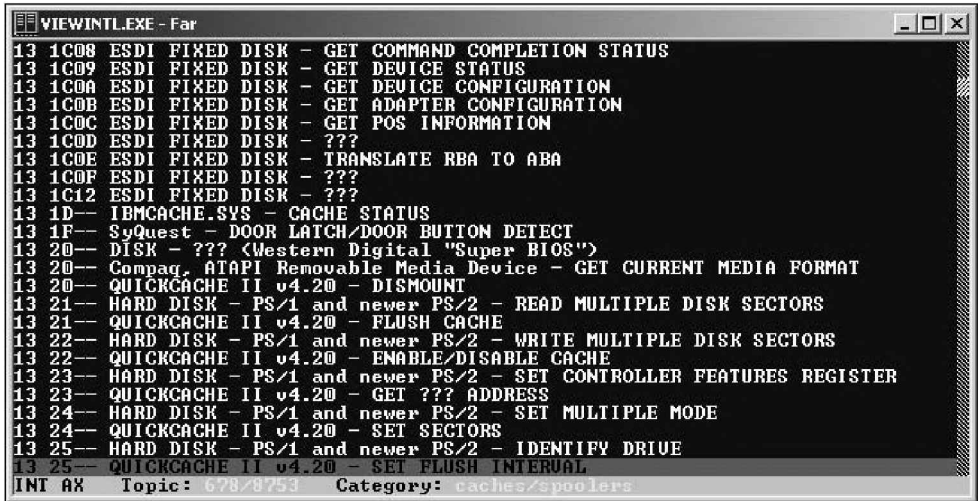 VIEWINTL.EXE - Far
13 1C08 ESDI FIXED DISK - GET COMMAND COMPLETION STATUS
13 1C09 ESDI FIXED DISK - GET DEVICE STATUS
13 1C0A ESDI FIXED DISK - GET DEVICE CONFIGURATION
13 1C0B ESDI FIXED DISK - GET ADAPTER CONFIGURATION
13 1C0C ESDI FIXED DISK - GET POS INFORMATION
13 1C0D ESDI FIXED DISK - ???
13 1C0E ESDI FIXED DISK - TRANSLATE RBA TO ABA
13 1C0F ESDI FIXED DISK - ???
13 1C12 ESDI FIXED DISK - ???
13 1D-- IBMCACHE.SYS - CACHE STATUS
13 1F-- SyQuest - DOOR LATCH/DOOR BUTTON DETECT
13 20-- DISK - ??? (Western Digital "Super BIOS")
13 20-- Compaq, ATAPI Removable Media Device - GET CURRENT MEDIA FORMAT
13 20-- QUICKCACHE II v4.20 - DISMOUNT
13 21-- HARD DISK - PS/1 and newer PS/2 - READ MULTIPLE DISK SECTORS
13 21-- QUICKCACHE II v4.20 - FLUSH CACHE
13 22-- HARD DISK - PS/1 and newer PS/2 - WRITE MULTIPLE DISK SECTORS
13 22-- QUICKCACHE II v4.20 - ENABLE/DISABLE CACHE
13 23-- HARD DISK - PS/1 and newer PS/2 - SET CONTROLLER FEATURES REGISTER
13 23-- QUICKCACHE II v4.20 - GET ??? ADDRESS
13 24-- HARD DISK - PS/1 and newer PS/2 - SET MULTIPLE MODE
13 24-- QUICKCACHE II v4.20 - SET SECTORS
13 25-- HARD DISK - PS/1 and newer PS/2 - IDENTIFY DRIVE
13 25-- QUICKCACHE II v4.20 - SET FLUSH INTERVAL
INT AX Topic: 678/8753 Category: caches/spoolers